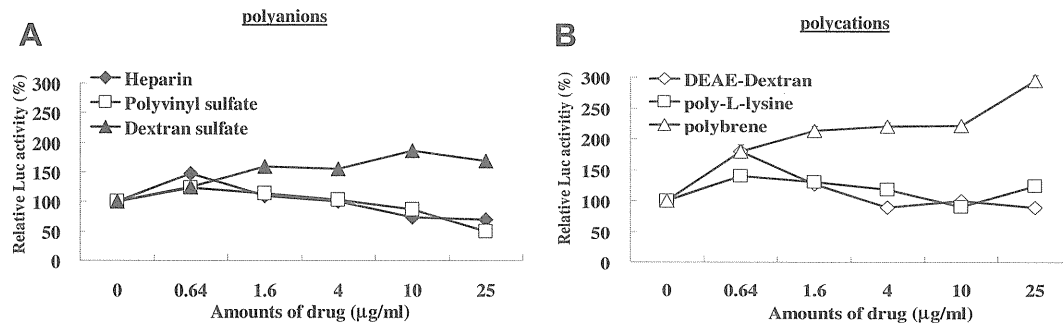 polyanions
A
Relative Luc activity (%)
300
250
200
150
100
50
0
Heparin
Polyvinyl sulfate
Dextran sulfate
0 0.64 1.6 4 10 25
Amounts of drug (μg/ml)
polycations
B
Relative Luc activitiy (%)
300
250
200
150
100
50
0
DEAE-Dextran
poly-L-lysine
polybrene
0 0.64 1.6 4 10 25
Amounts of drug (μg/ml)